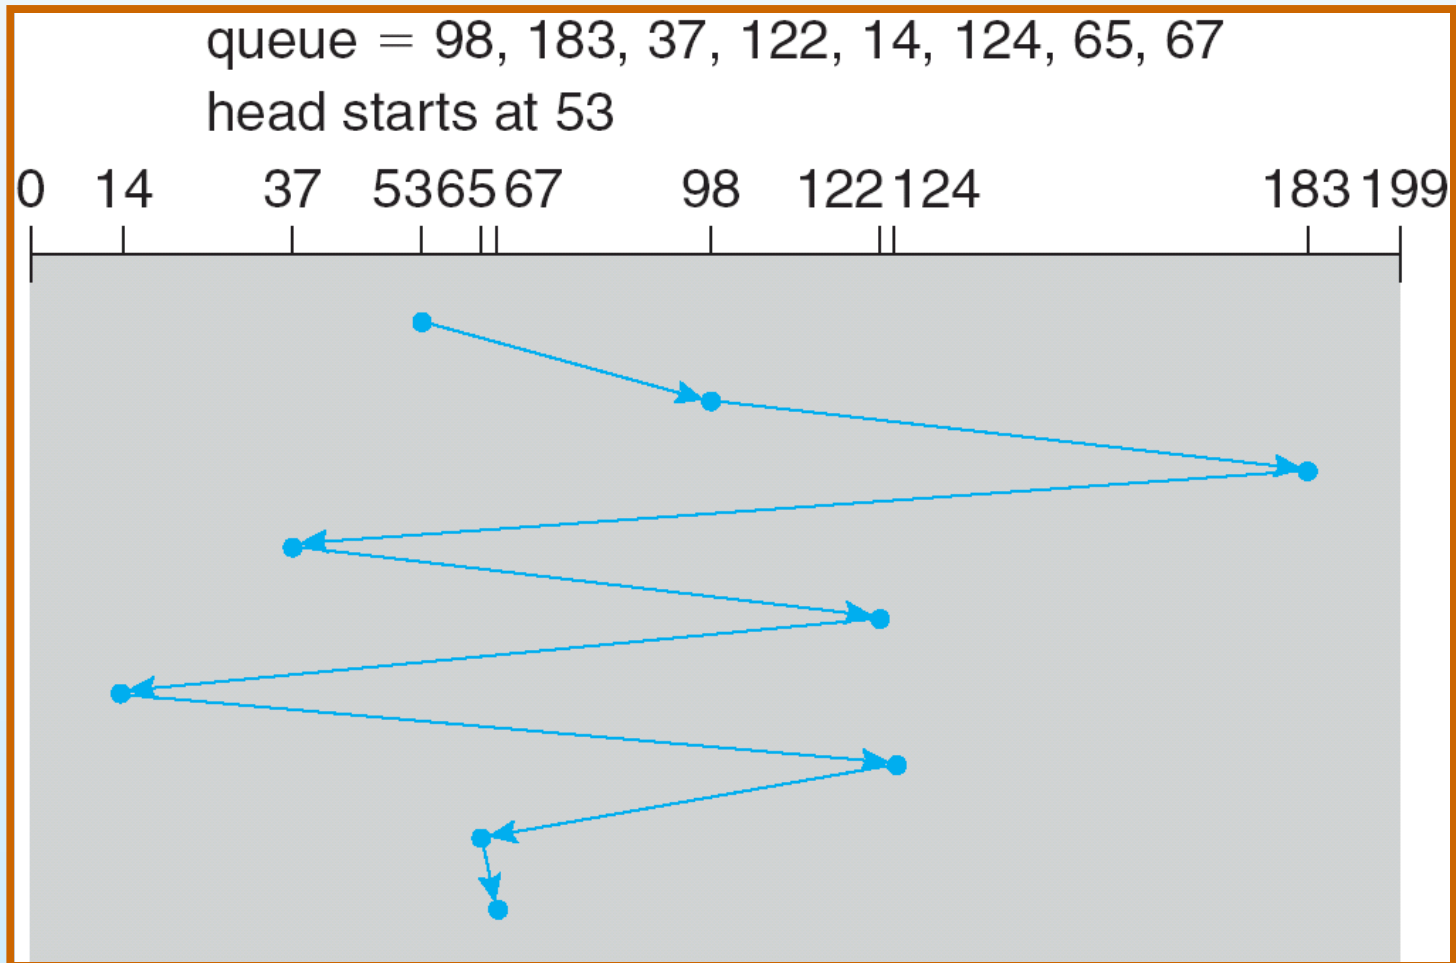 queue = 98, 183, 37, 122, 14, 124, 65, 67
head starts at 53
0 14 37 53 65 67 98 122 124 183 199